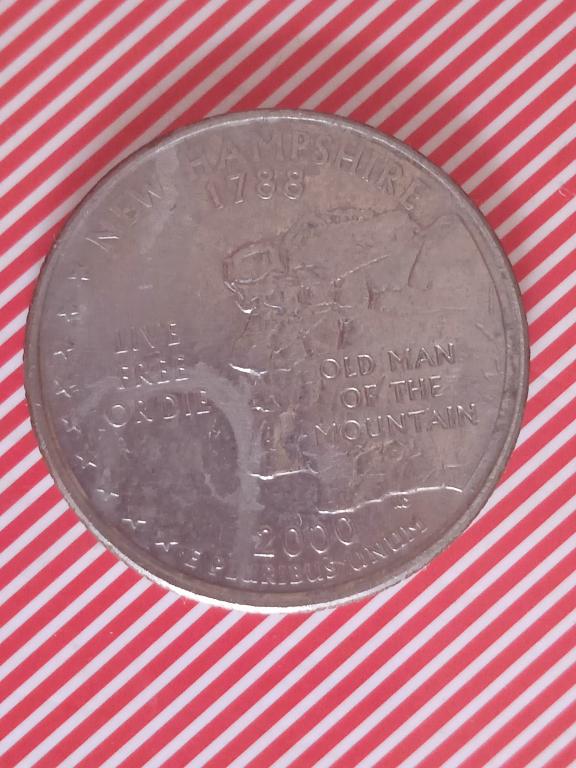 NEW HAMPSHIRE
1788
LIVE
FREE
OR DIE
OLD MAN
OF THE
MOUNTAIN
2000
E PLURIBUS UNUM